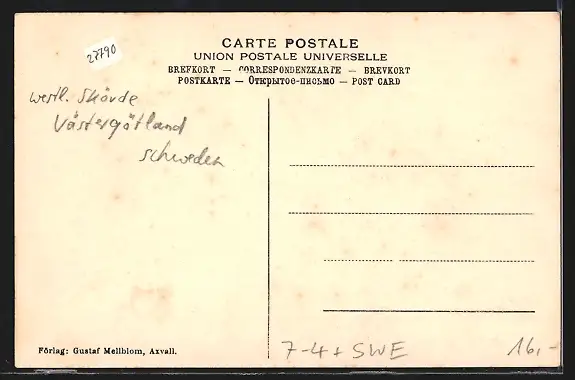 27790
CARTE POSTALE
UNION POSTALE UNIVERSELLE
BREFKORT — CORRESPONDENZKARTE — BREVKORT
POSTKARTE — Открытое-письмо — POST CARD
westl. Skövde
Västergötland
Schweden
Förlag: Gustaf Mellblom, Axvall.
7-4+ SWE
16,-